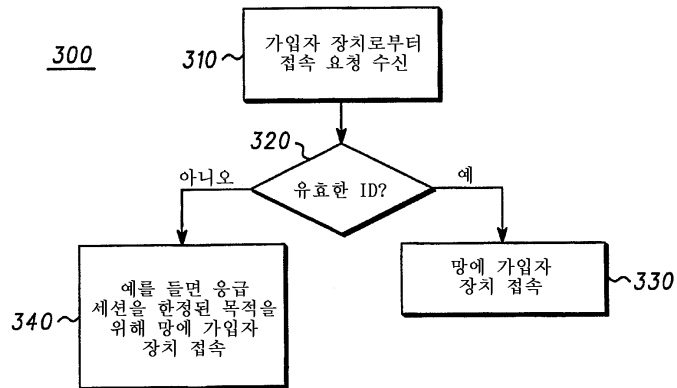 300
310
가입자 장치로부터
접속 요청 수신
320
유효한 ID?
아니오
예
망에 가입자
장치 접속
330
340
예를 들면 응급
세션을 한정된 목적을
위해 망에 가입자
장치 접속